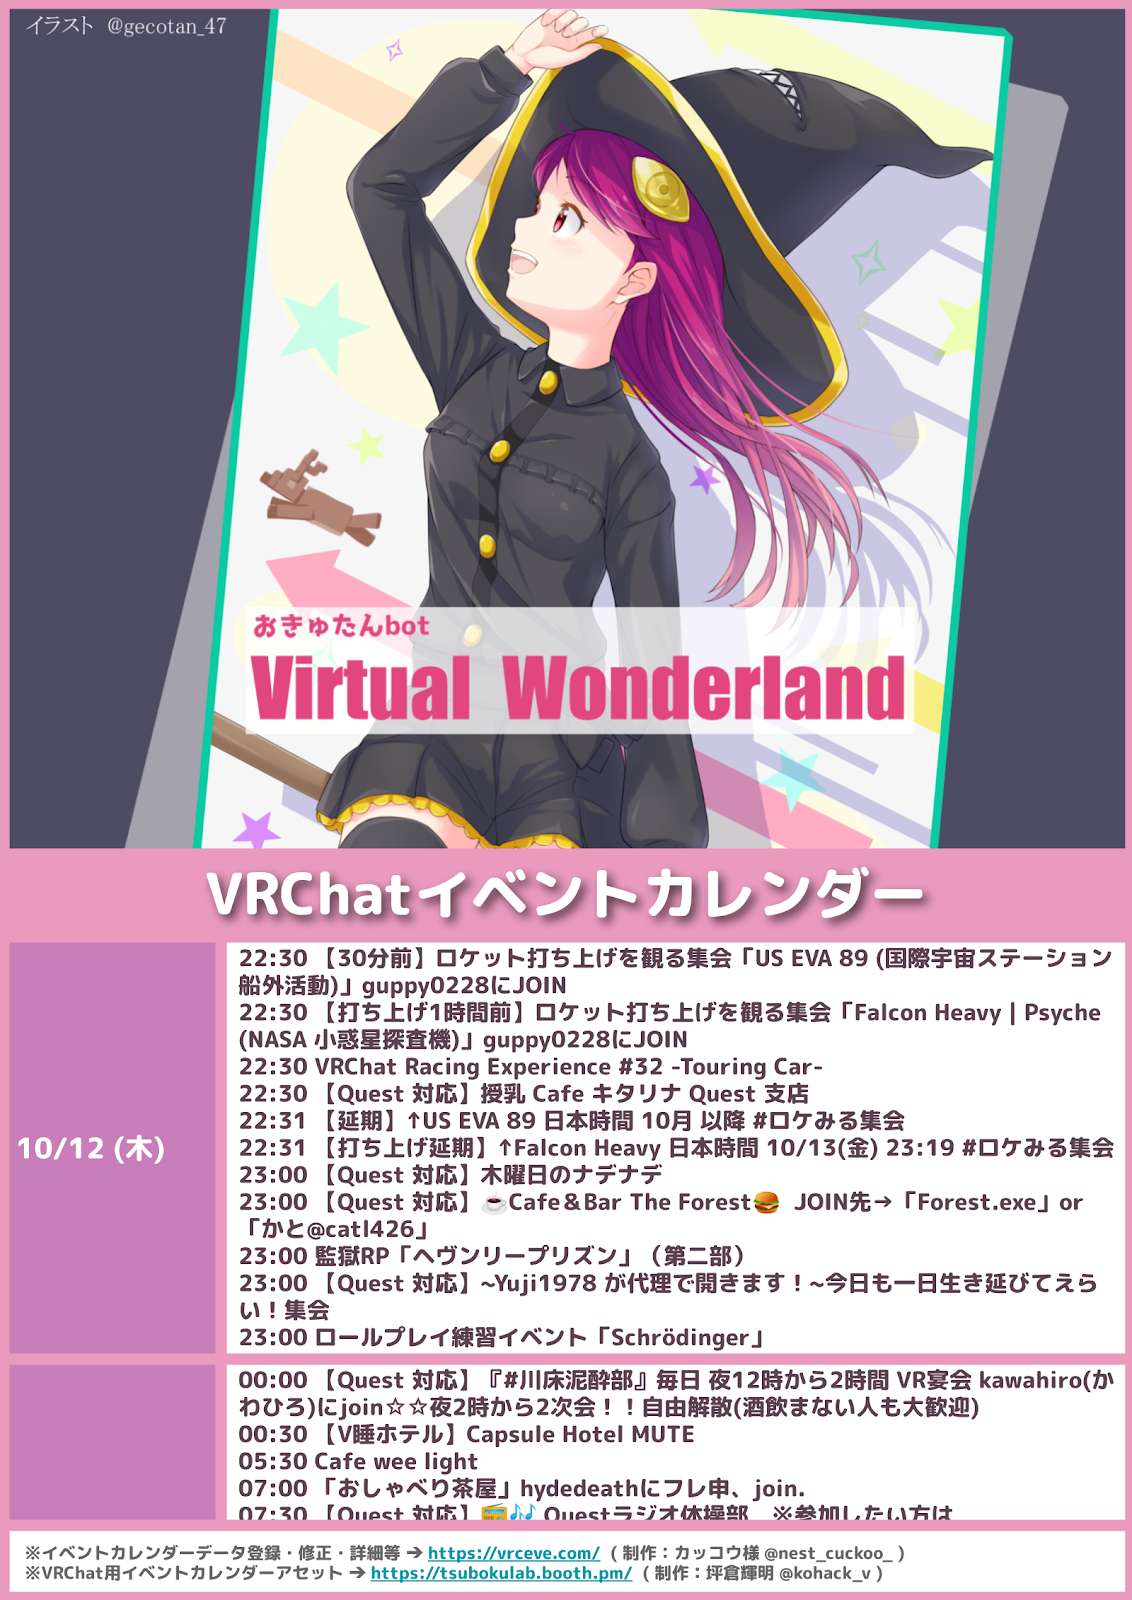 イラスト @gecotan_47
おきゅたんbot
Virtual Wonderland
VRChatイベントカレンダー
10/12 (木)
22:30 【30分前】ロケット打ち上げを観る集会「US EVA 89 (国際宇宙ステーション
船外活動)」guppy0228にJOIN
22:30 【打ち上げ1時間前】ロケット打ち上げを観る集会「Falcon Heavy | Psyche
(NASA 小惑星探査機)」guppy0228にJOIN
22:30 VRChat Racing Experience #32 -Touring Car-
22:30 【Quest 対応】授乳 Cafe キタリナ Quest 支店
22:31 【延期】↑US EVA 89 日本時間 10月 以降 #ロケみる集会
22:31 【打ち上げ延期】↑Falcon Heavy 日本時間 10/13(金) 23:19 #ロケみる集会
23:00 【Quest 対応】木曜日のナデナデ
23:00 【Quest 対応】☕Cafe＆Bar The Forest🍔 JOIN先→「Forest.exe」or
「かと@catl426」
23:00 監獄RP「ヘヴンリープリズン」（第二部）
23:00 【Quest 対応】~Yuji1978 が代理で開きます！~今日も一日生き延びてえら
い！集会
23:00 ロールプレイ練習イベント「Schrödinger」
00:00 【Quest 対応】『#川床泥酔部』毎日 夜12時から2時間 VR宴会 kawahiro(か
わひろ)にjoin☆☆夜2時から2次会！！自由解散(酒飲まない人も大歓迎)
00:30 【V睡ホテル】Capsule Hotel MUTE
05:30 Cafe wee light
07:00 「おしゃべり茶屋」hydedeathにフレ申、join.
07:30 【Quest 対応】📻🎶 Questラジオ体操部　※参加したい方は
※イベントカレンダーデータ登録・修正・詳細等 → https://vrceve.com/ ( 制作：カッコウ様 @nest_cuckoo_ )
※VRChat用イベントカレンダーアセット → https://tsubokulab.booth.pm/ ( 制作：坪倉輝明 @kohack_v )